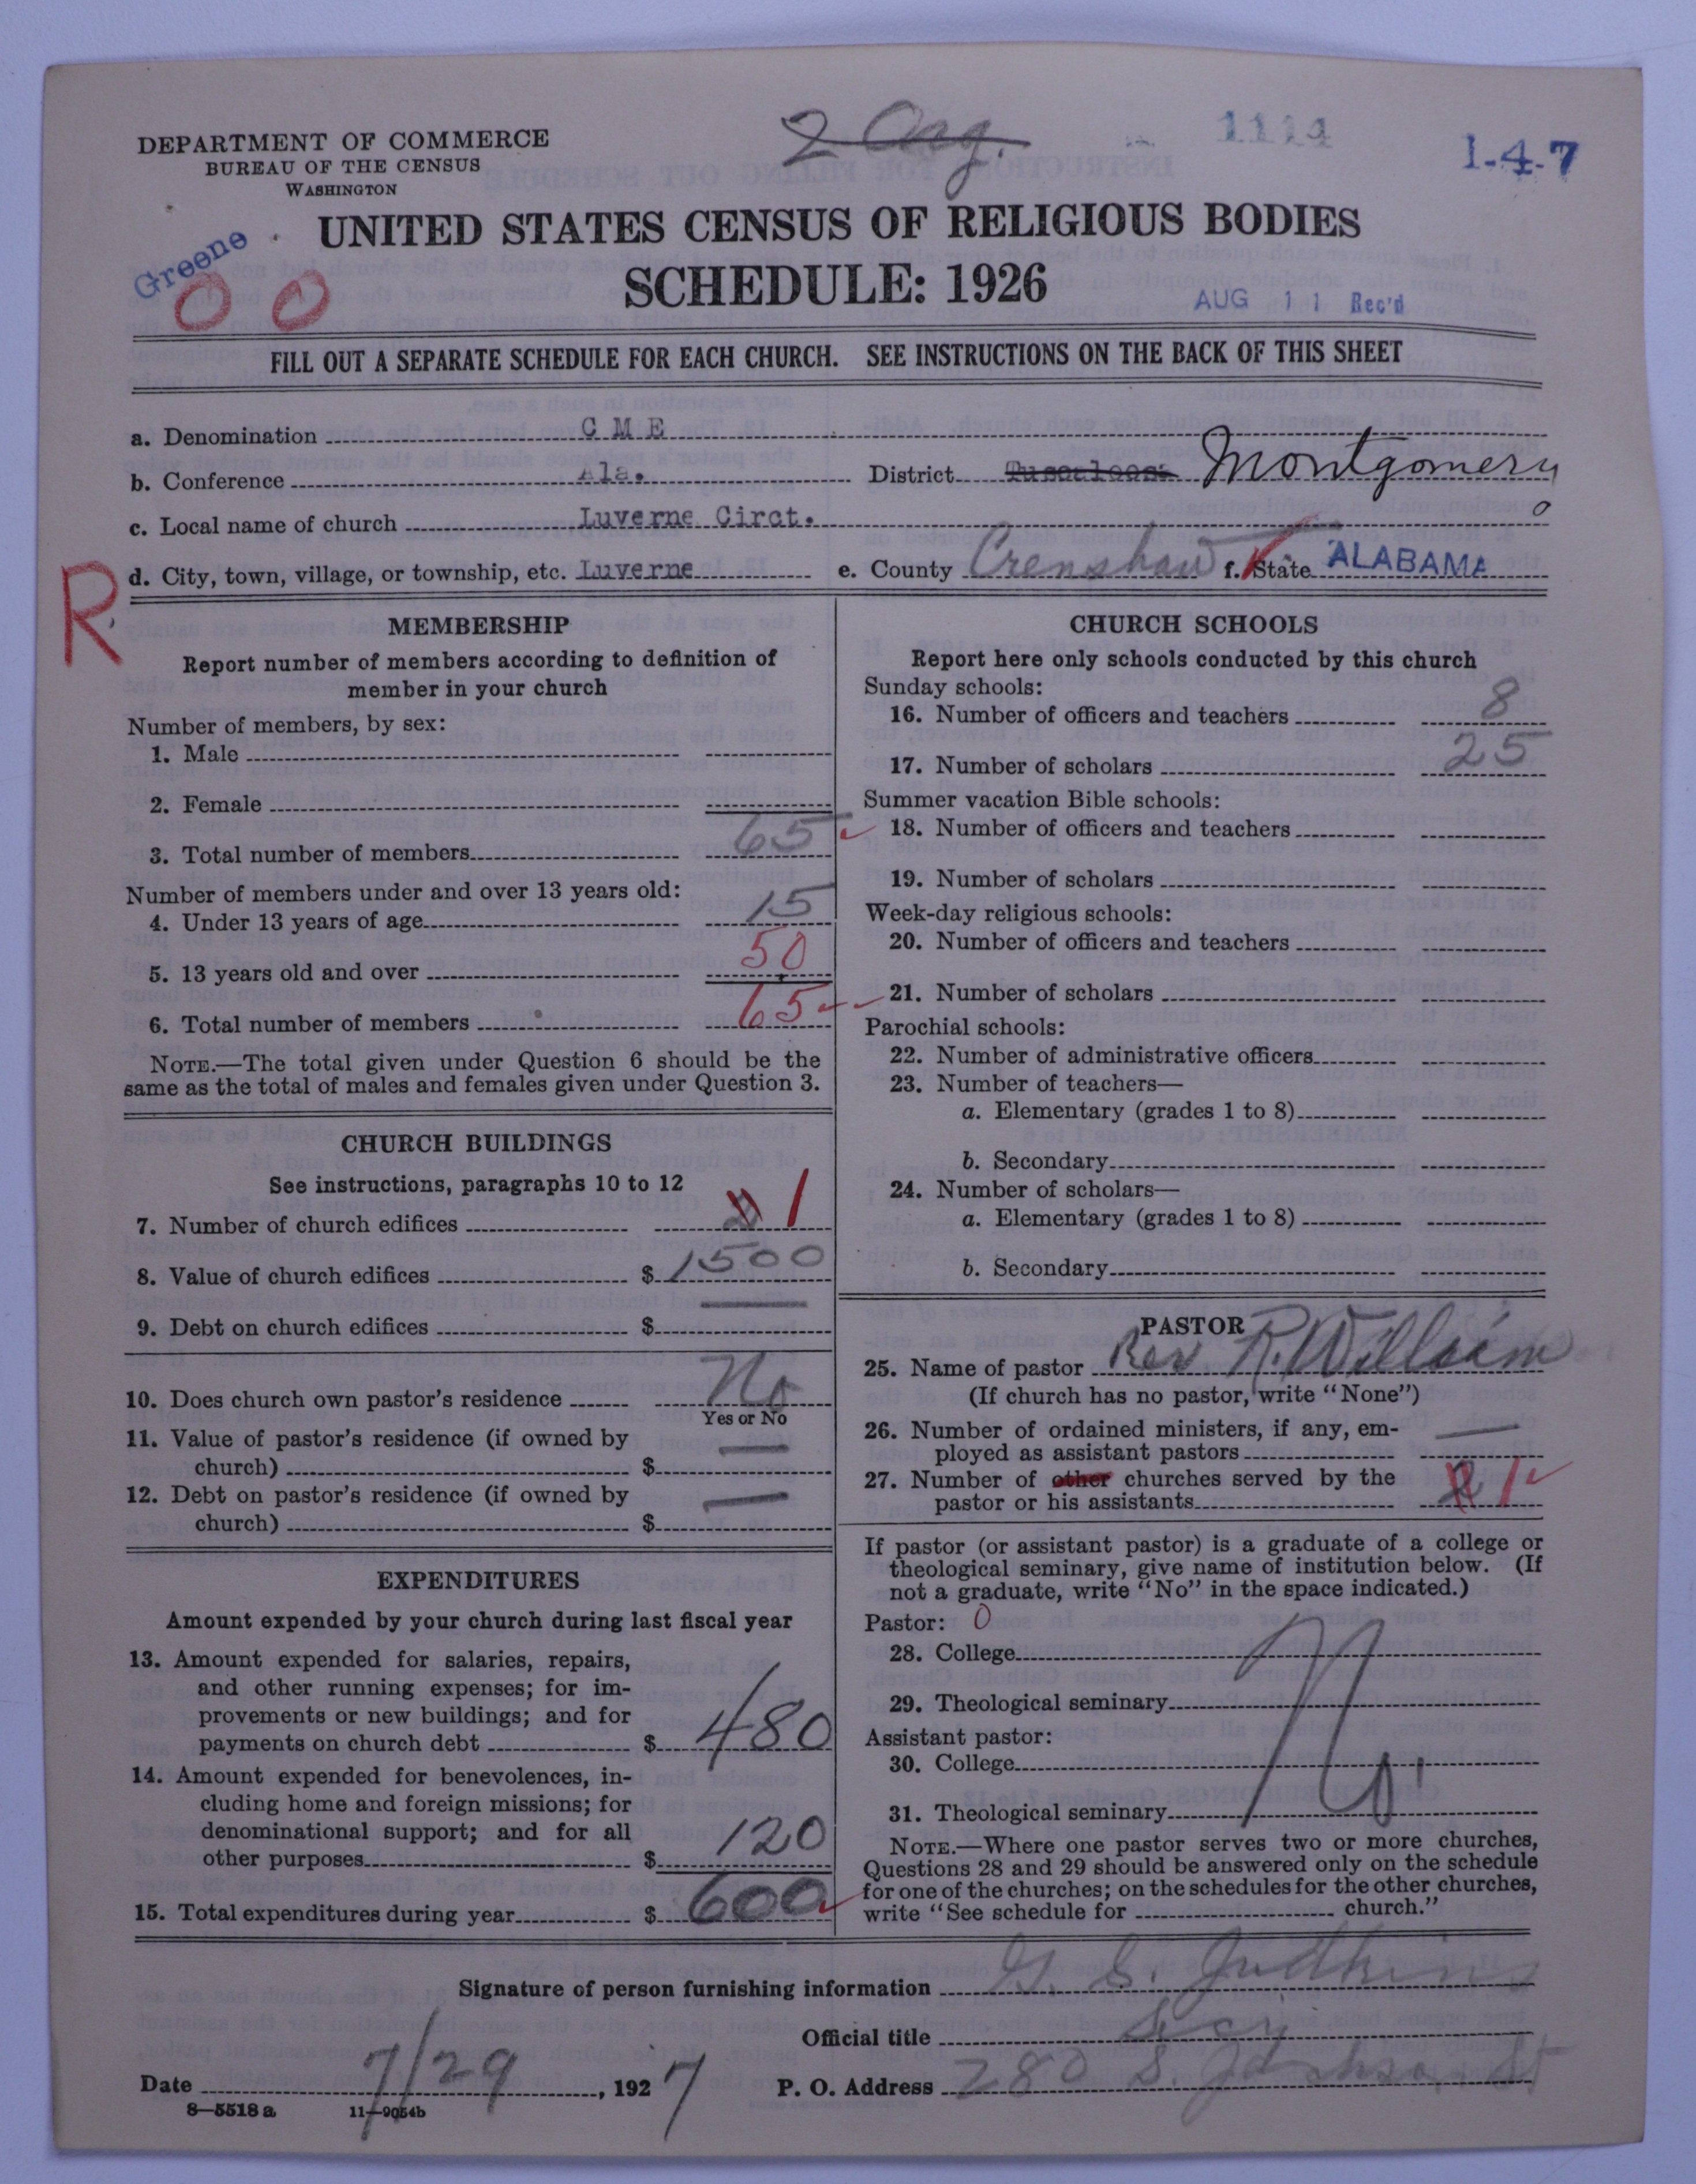 2 Org.
1114
1-4-7
DEPARTMENT OF COMMERCE
BUREAU OF THE CENSUS
WASHINGTON
Greene
0 0
UNITED STATES CENSUS OF RELIGIOUS BODIES
SCHEDULE: 1926
AUG 11 Rec'd
FILL OUT A SEPARATE SCHEDULE FOR EACH CHURCH. SEE INSTRUCTIONS ON THE BACK OF THIS SHEET
a. Denomination C M E
b. Conference Ala. District Tuscaloosa Montgomery
c. Local name of church Luverne Circt.
R
d. City, town, village, or township, etc. Luverne e. County Crenshaw f. State ALABAMA
MEMBERSHIP
Report number of members according to definition of
member in your church
Number of members, by sex:
1. Male
2. Female
3. Total number of members 65
Number of members under and over 13 years old:
4. Under 13 years of age 15
5. 13 years old and over 50
6. Total number of members 65
NOTE.—The total given under Question 6 should be the
same as the total of males and females given under Question 3.
CHURCH BUILDINGS
See instructions, paragraphs 10 to 12
7. Number of church edifices 2 1
8. Value of church edifices $ 1500
9. Debt on church edifices $ —
10. Does church own pastor's residence No
Yes or No
11. Value of pastor's residence (if owned by
church) $ —
12. Debt on pastor's residence (if owned by
church) $ —
EXPENDITURES
Amount expended by your church during last fiscal year
13. Amount expended for salaries, repairs,
and other running expenses; for im-
provements or new buildings; and for
payments on church debt $ 480
14. Amount expended for benevolences, in-
cluding home and foreign missions; for
denominational support; and for all
other purposes $ 120
15. Total expenditures during year $ 600
CHURCH SCHOOLS
Report here only schools conducted by this church
Sunday schools:
16. Number of officers and teachers 8
17. Number of scholars 25
Summer vacation Bible schools:
18. Number of officers and teachers
19. Number of scholars
Week-day religious schools:
20. Number of officers and teachers
21. Number of scholars
Parochial schools:
22. Number of administrative officers
23. Number of teachers—
a. Elementary (grades 1 to 8)
b. Secondary
24. Number of scholars—
a. Elementary (grades 1 to 8)
b. Secondary
PASTOR
25. Name of pastor Rev R. William
(If church has no pastor, write "None")
26. Number of ordained ministers, if any, em-
ployed as assistant pastors —
27. Number of other churches served by the
pastor or his assistants 2 1
If pastor (or assistant pastor) is a graduate of a college or
theological seminary, give name of institution below. (If
not a graduate, write "No" in the space indicated.)
Pastor: 0
28. College No
29. Theological seminary
Assistant pastor:
30. College
31. Theological seminary
NOTE.—Where one pastor serves two or more churches,
Questions 28 and 29 should be answered only on the schedule
for one of the churches; on the schedules for the other churches,
write "See schedule for church."
Signature of person furnishing information G. S. Judkins
Official title Secy
Date 7/29, 1927 P. O. Address 280 S. Jackson St
8—5518 a 11—9054b